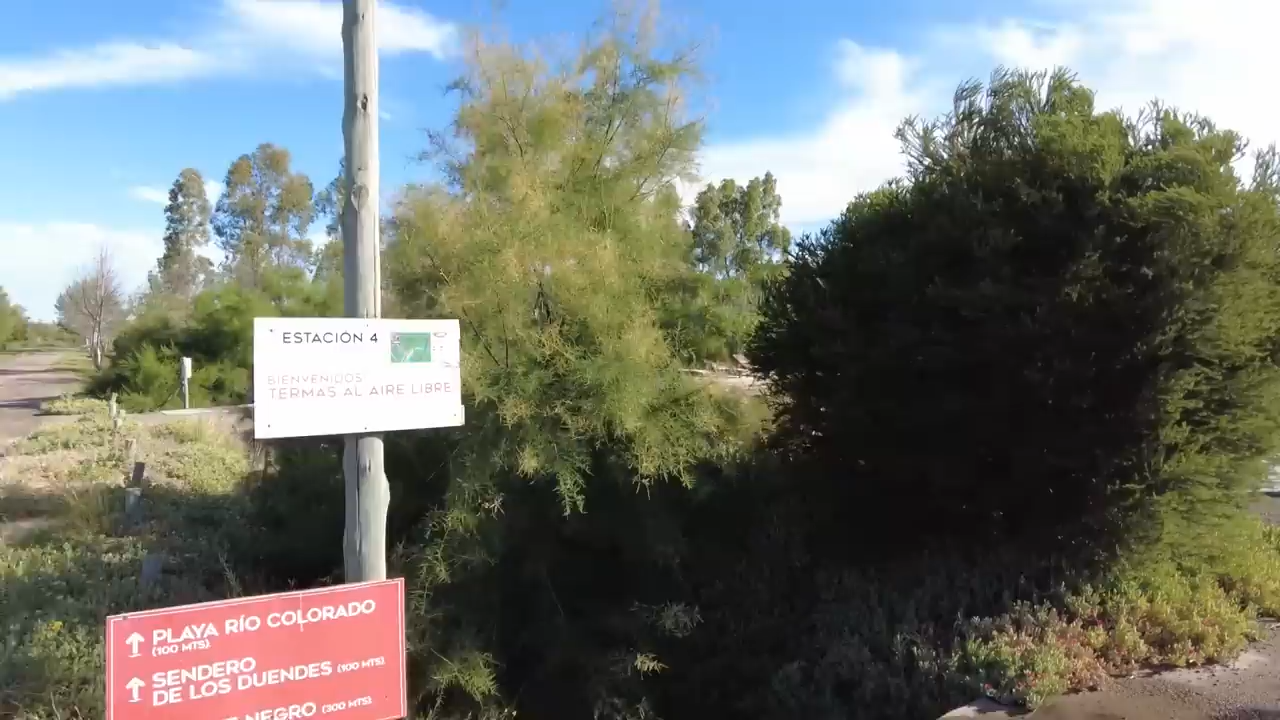 ESTACIÓN 4
BIENVENIDOS
TERMAS AL AIRE LIBRE
PLAYA RÍO COLORADO
(100 MTS)
SENDERO
DE LOS DUENDES (100 MTS)
NEGRO (300 MTS)